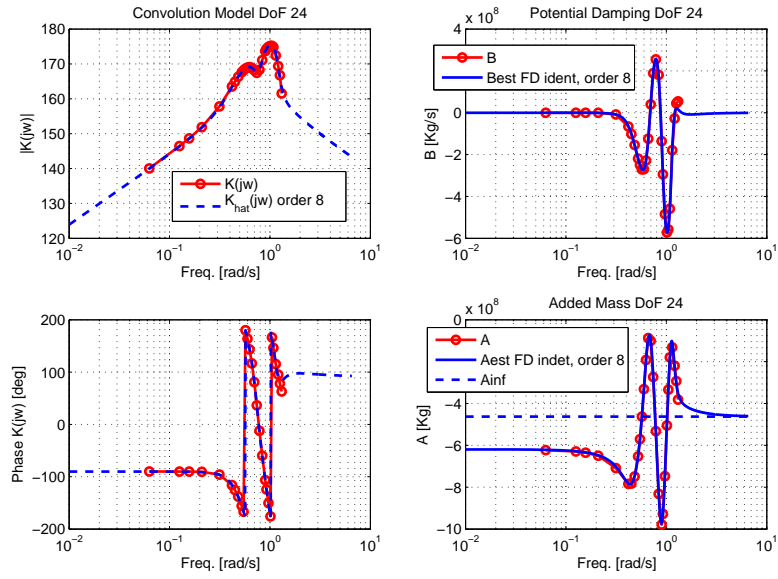 Convolution Model DoF 24
180
170
160
150
140
130
120
|K(jw)|
K(jw)
K_hat(jw) order 8
10^-2
10^-1
10^0
10^1
Freq. [rad/s]
Potential Damping DoF 24
x 10^8
4
2
0
−2
−4
−6
B [Kg/s]
B
Best FD ident, order 8
10^-2
10^-1
10^0
10^1
Freq. [rad/s]
200
100
0
−100
−200
Phase K(jw) [deg]
10^-2
10^-1
10^0
10^1
Freq. [rad/s]
Added Mass DoF 24
x 10^8
0
4
6
8
10
A [Kg]
A
Aest FD indet, order 8
Ainf
10^-2
10^-1
10^0
10^1
Freq. [rad/s]